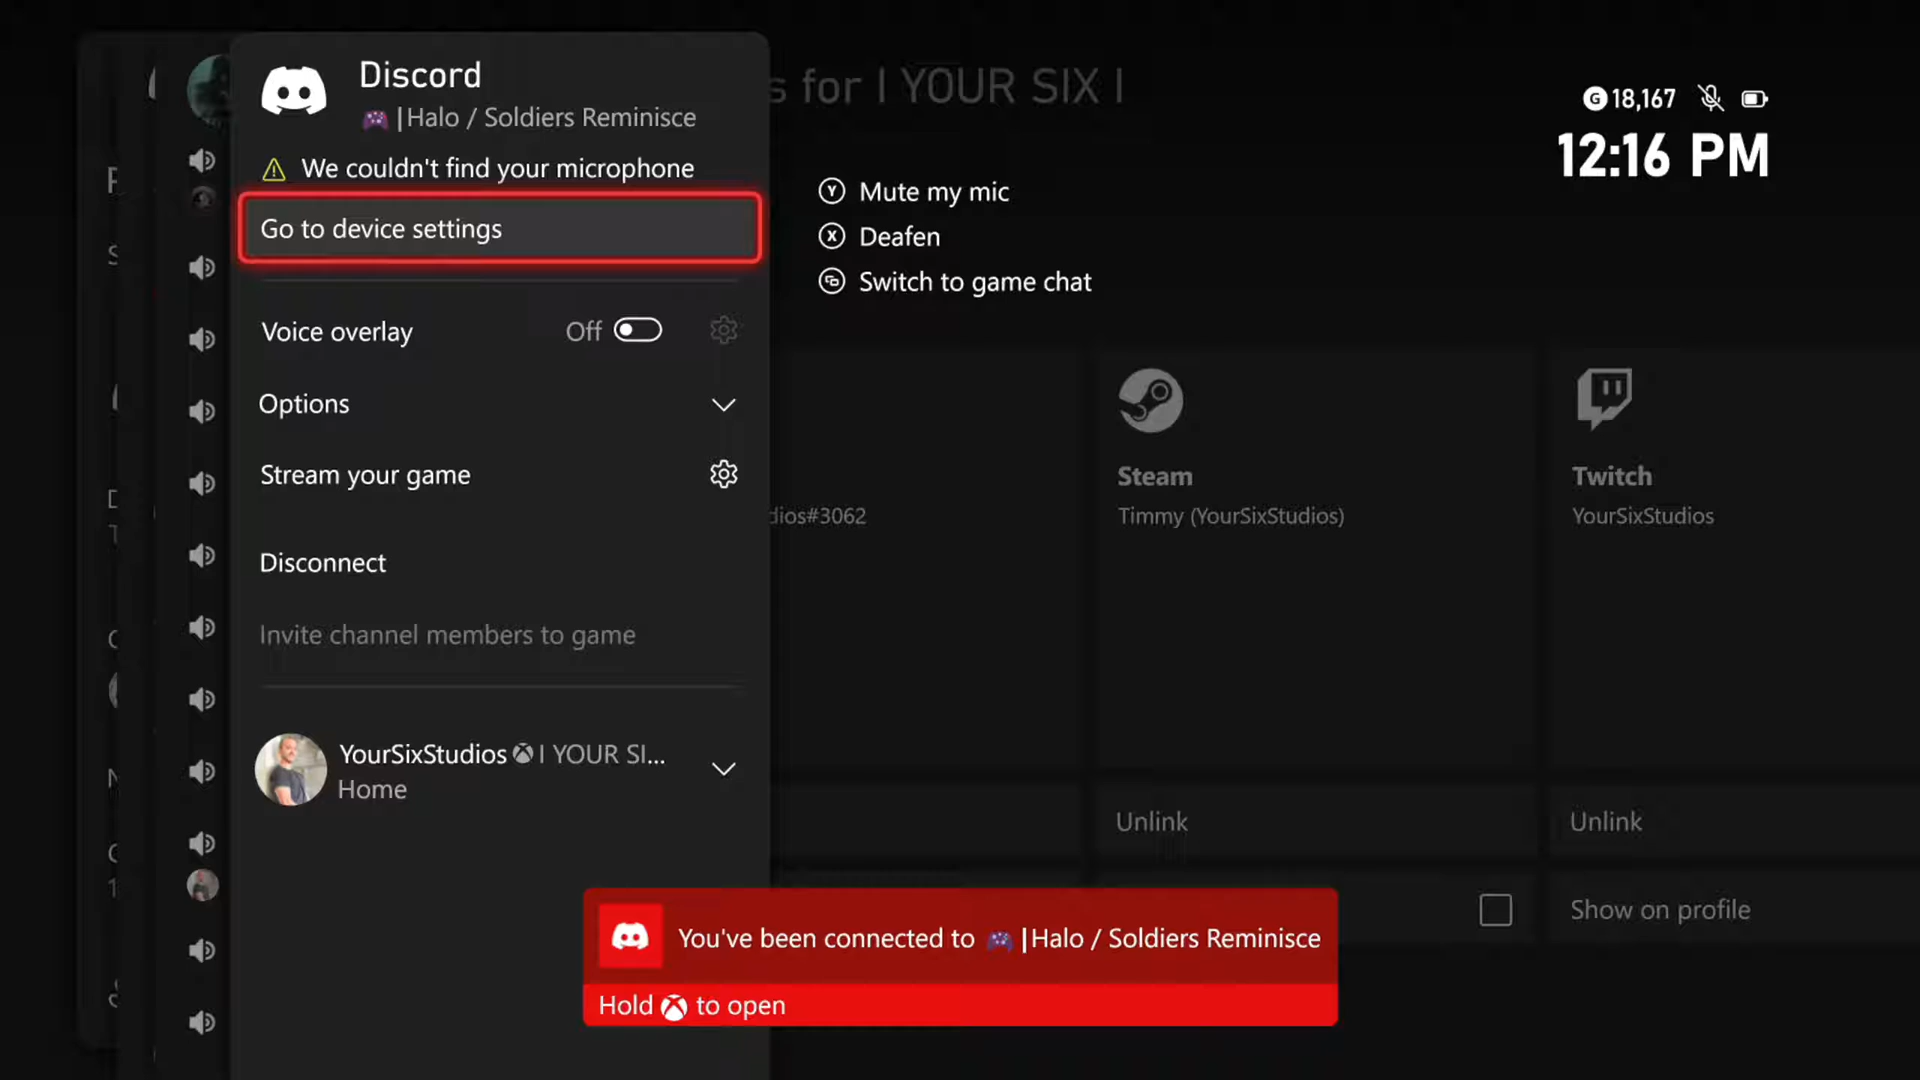 Discord
|Halo / Soldiers Reminisce
We couldn't find your microphone
Go to device settings
Voice overlay Off
Options
Stream your game
Disconnect
Invite channel members to game
YourSixStudios I YOUR SI...
Home
s for I YOUR SIX I
G 18,167
12:16 PM
Y Mute my mic
X Deafen
Switch to game chat
dios#3062
Steam
Timmy (YourSixStudios)
Unlink
Twitch
YourSixStudios
Unlink
Show on profile
You've been connected to |Halo / Soldiers Reminisce
Hold to open